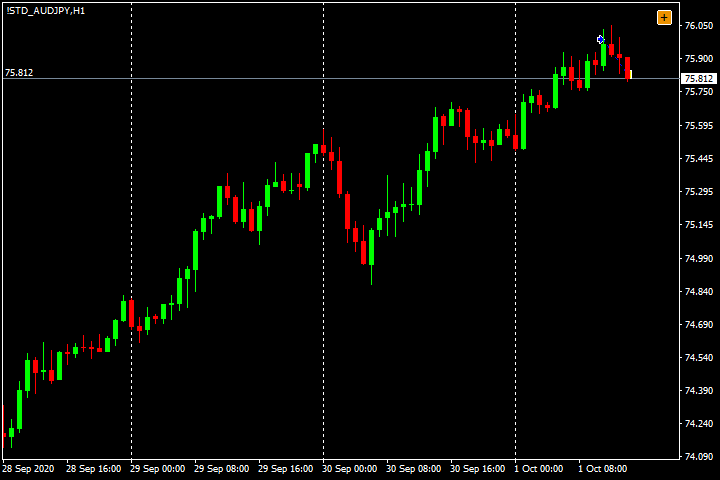 !STD_AUDJPY,H1
76.050
75.900
75.812
75.812
75.750
75.595
75.445
75.295
75.145
74.990
74.840
74.690
74.540
74.390
74.240
74.090
28 Sep 2020
28 Sep 16:00
29 Sep 00:00
29 Sep 08:00
29 Sep 16:00
30 Sep 00:00
30 Sep 08:00
30 Sep 16:00
1 Oct 00:00
1 Oct 08:00